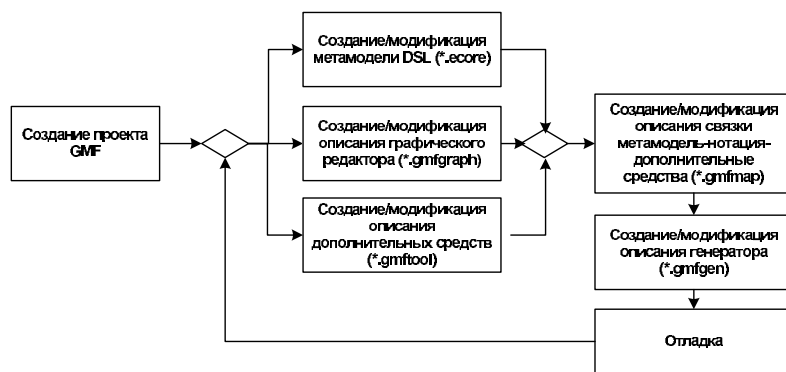 Создание проекта
GMF
Создание/модификация
метамодели DSL (*.ecore)
Создание/модификация
описания графического
редактора (*.gmfgraph)
Создание/модификация
описания
дополнительных средств
(*.gmftool)
Создание/модификация
описания связки
метамодель-нотация-
дополнительные
средства (*.gmfmap)
Создание/модификация
описания генератора
(*.gmfgen)
Отладка